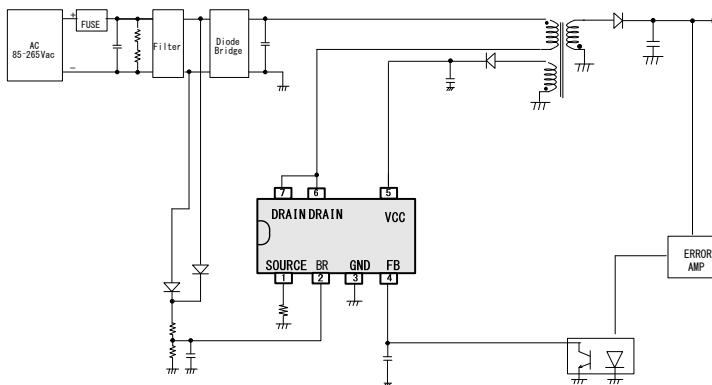 AC
85-265Vac
+
−
FUSE
Filter
Diode
Bridge
7
6
5
DRAIN DRAIN
VCC
SOURCE BR GND FB
1
2
3
4
ERROR
AMP